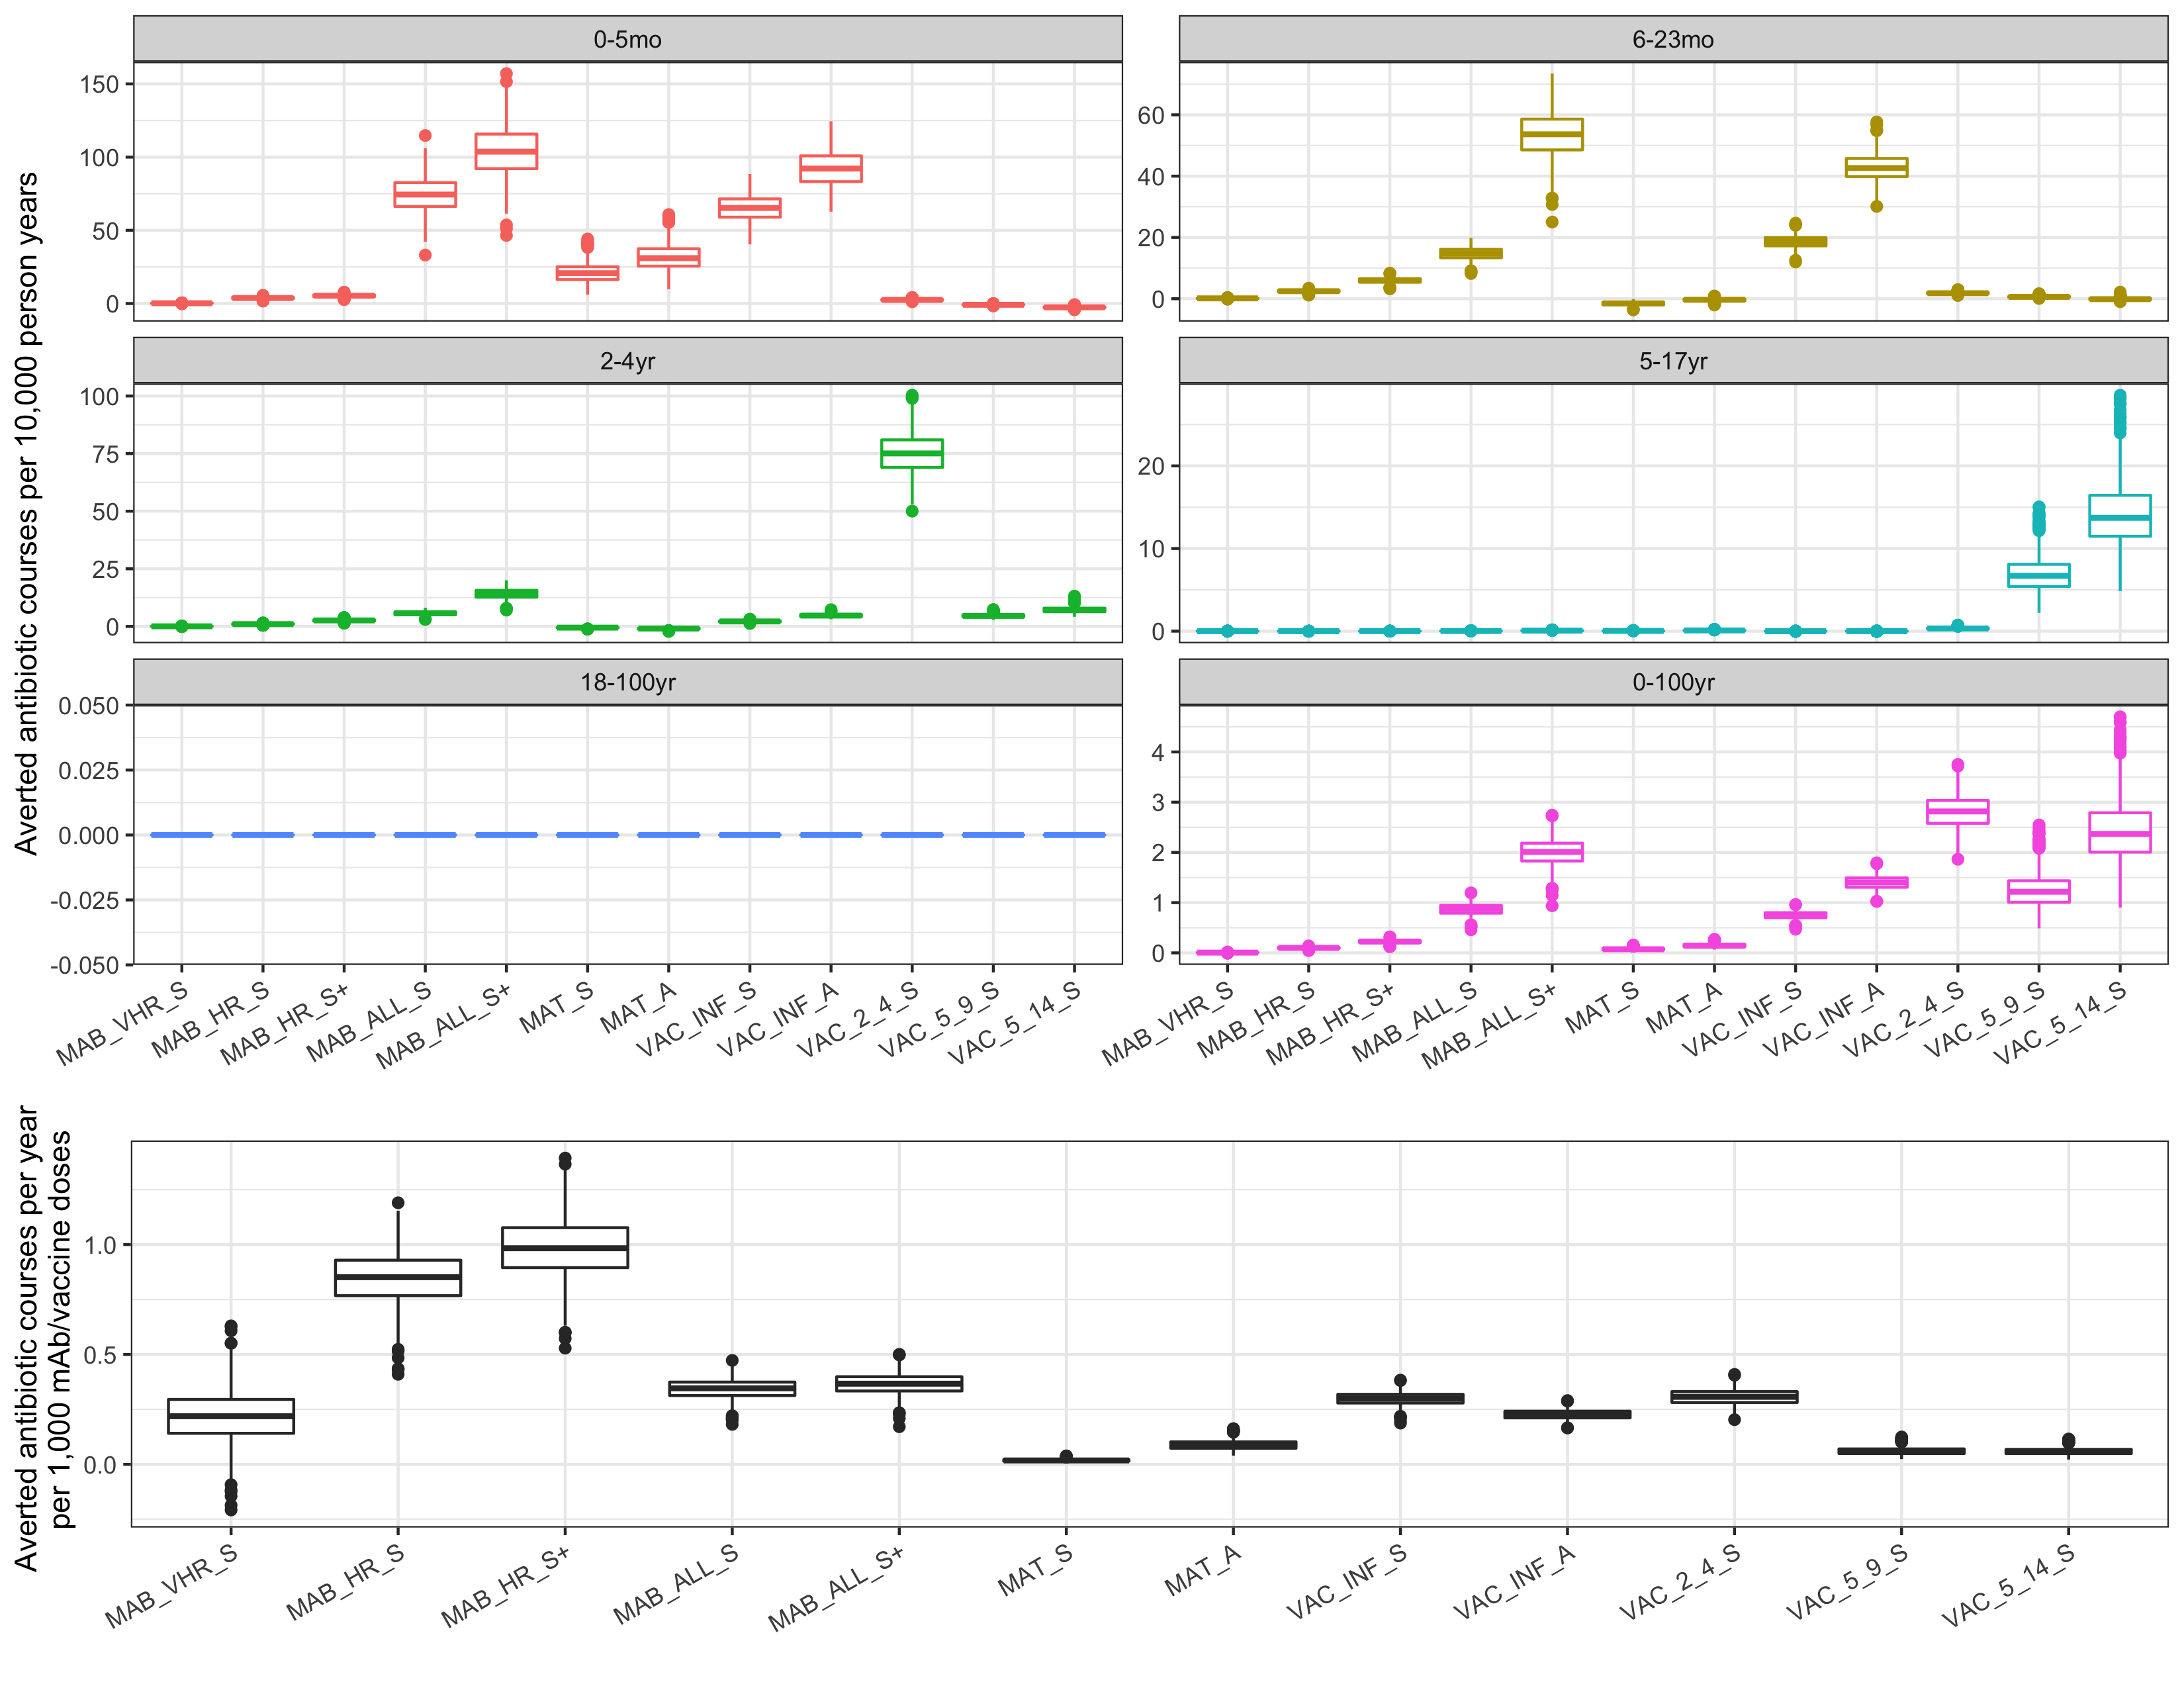 Averted antibiotic courses per 10,000 person years
0-5mo
150
100
50
0
6-23mo
60
40
20
0
2-4yr
100
75
50
25
0
5-17yr
20
10
0
18-100yr
0.050
0.025
0.000
-0.025
-0.050
0-100yr
4
3
2
1
0
MAB_VHR_S
MAB_HR_S
MAB_HR_S+
MAB_ALL_S
MAB_ALL_S+
MAT_S
MAT_A
VAC_INF_S
VAC_INF_A
VAC_2_4_S
VAC_5_9_S
VAC_5_14_S
MAB_VHR_S
MAB_HR_S
MAB_HR_S+
MAB_ALL_S
MAB_ALL_S+
MAT_S
MAT_A
VAC_INF_S
VAC_INF_A
VAC_2_4_S
VAC_5_9_S
VAC_5_14_S
Averted antibiotic courses per year
per 1,000 mAb/vaccine doses
1.0
0.5
0.0
MAB_VHR_S
MAB_HR_S
MAB_HR_S+
MAB_ALL_S
MAB_ALL_S+
MAT_S
MAT_A
VAC_INF_S
VAC_INF_A
VAC_2_4_S
VAC_5_9_S
VAC_5_14_S